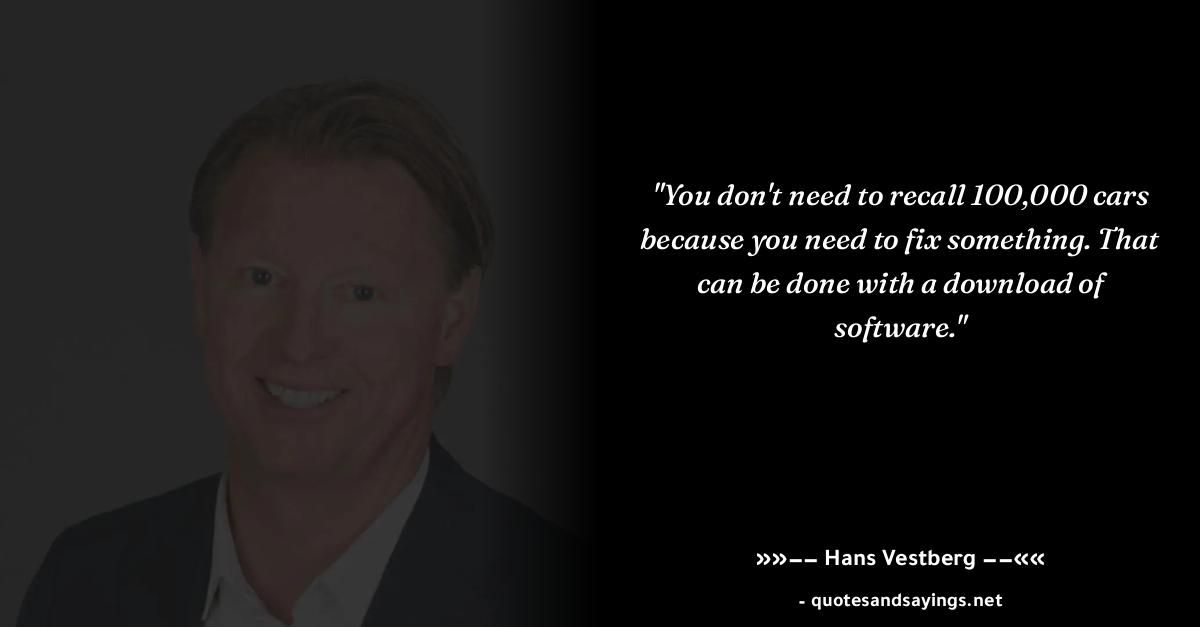 "You don't need to recall 100,000 cars
because you need to fix something. That
can be done with a download of
software."
»»−− Hans Vestberg −−««
- quotesandsayings.net